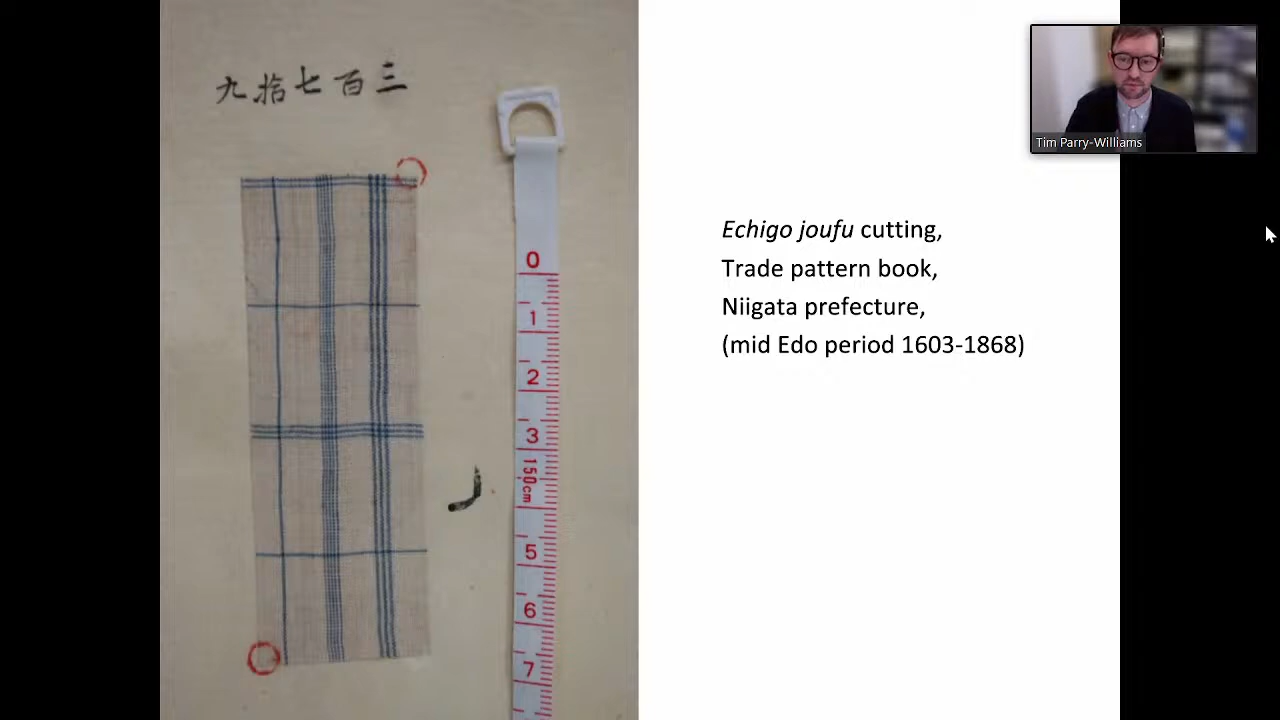 三百七拾九
0
1
2
3
150cm
5
6
7
Echigo joufu cutting,
Trade pattern book,
Niigata prefecture,
(mid Edo period 1603-1868)
Tim Parry-Williams